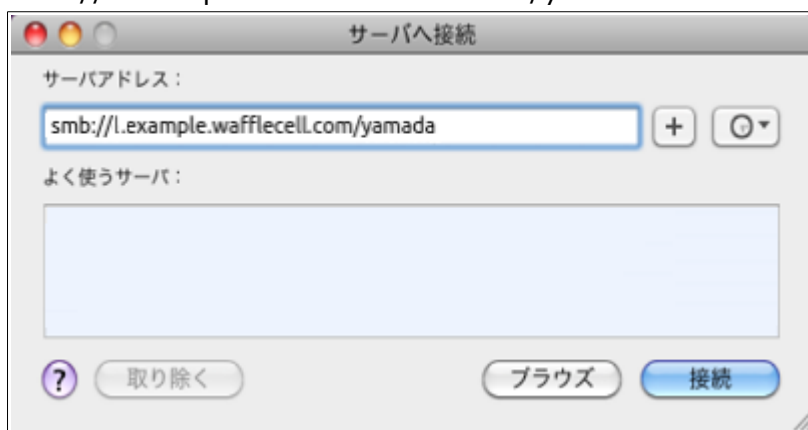 サーバへ接続
サーバアドレス：
smb://l.example.wafflecell.com/yamada
+
よく使うサーバ：
? 取り除く ブラウズ 接続